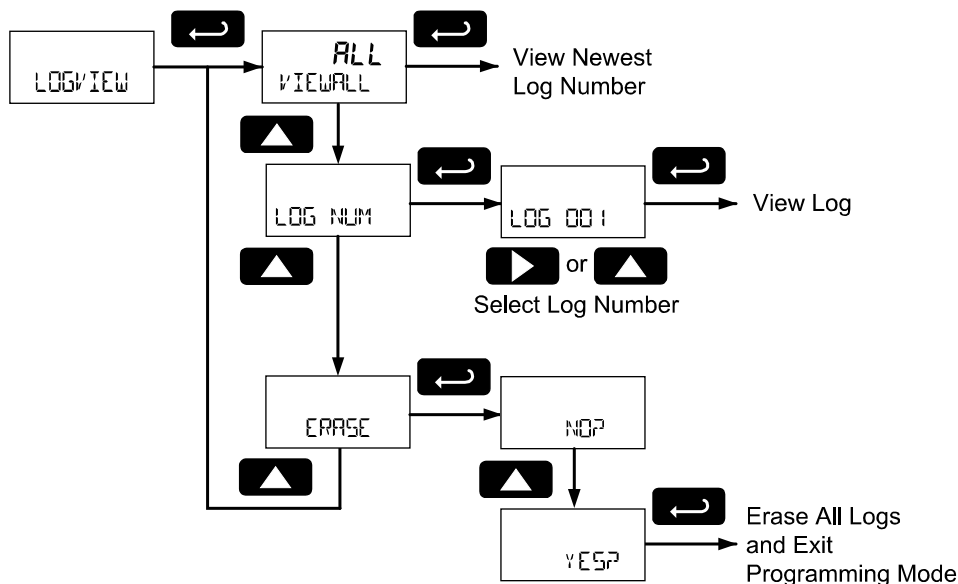 LOGVIEW
ALL
VIEWALL
View Newest
Log Number
LOG NUM
LOG 001
View Log
or
Select Log Number
ERASE
NO?
YES?
Erase All Logs
and Exit
Programming Mode